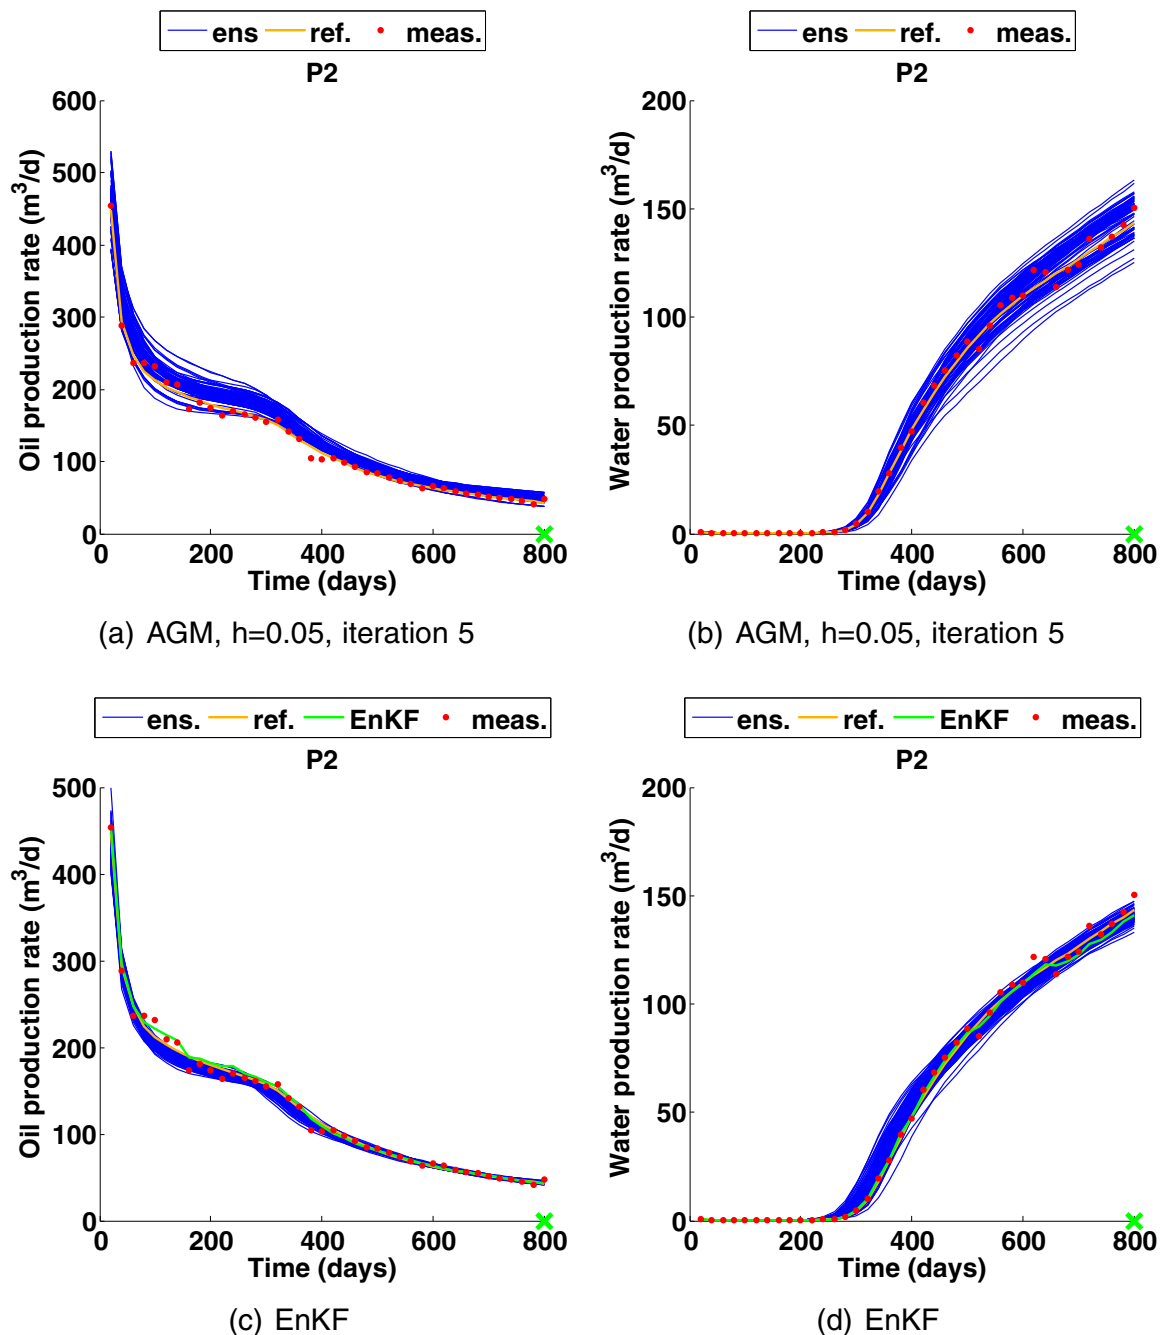 ens ref. meas.
P2
Oil production rate (m³/d)
600
500
400
300
200
100
0
0 200 400 600 800
Time (days)
(a) AGM, h=0.05, iteration 5
ens ref. meas.
P2
Water production rate (m³/d)
200
150
100
50
0
0 200 400 600 800
Time (days)
(b) AGM, h=0.05, iteration 5
ens. ref. EnKF meas.
P2
Oil production rate (m³/d)
500
400
300
200
100
0
0 200 400 600 800
Time (days)
(c) EnKF
ens. ref. EnKF meas.
P2
Water production rate (m³/d)
200
150
100
50
0
0 200 400 600 800
Time (days)
(d) EnKF